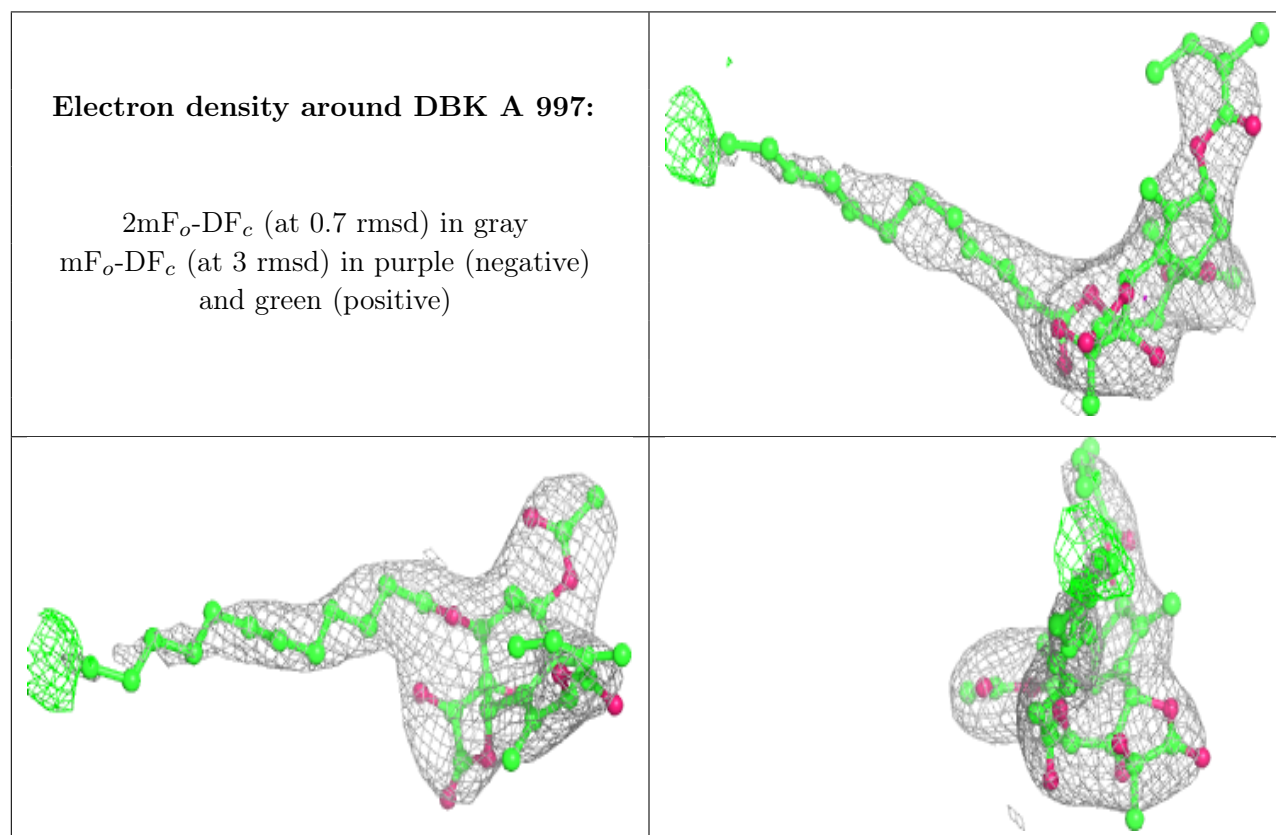 Electron density around DBK A 997:
2mFo-DFc (at 0.7 rmsd) in gray
mFo-DFc (at 3 rmsd) in purple (negative)
and green (positive)